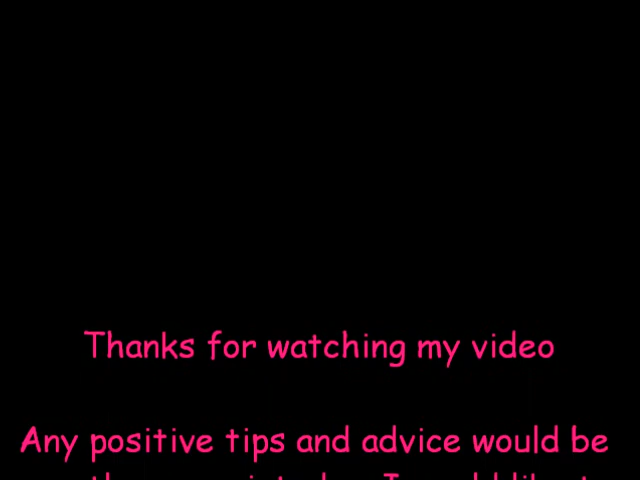 Thanks for watching my video
Any positive tips and advice would be